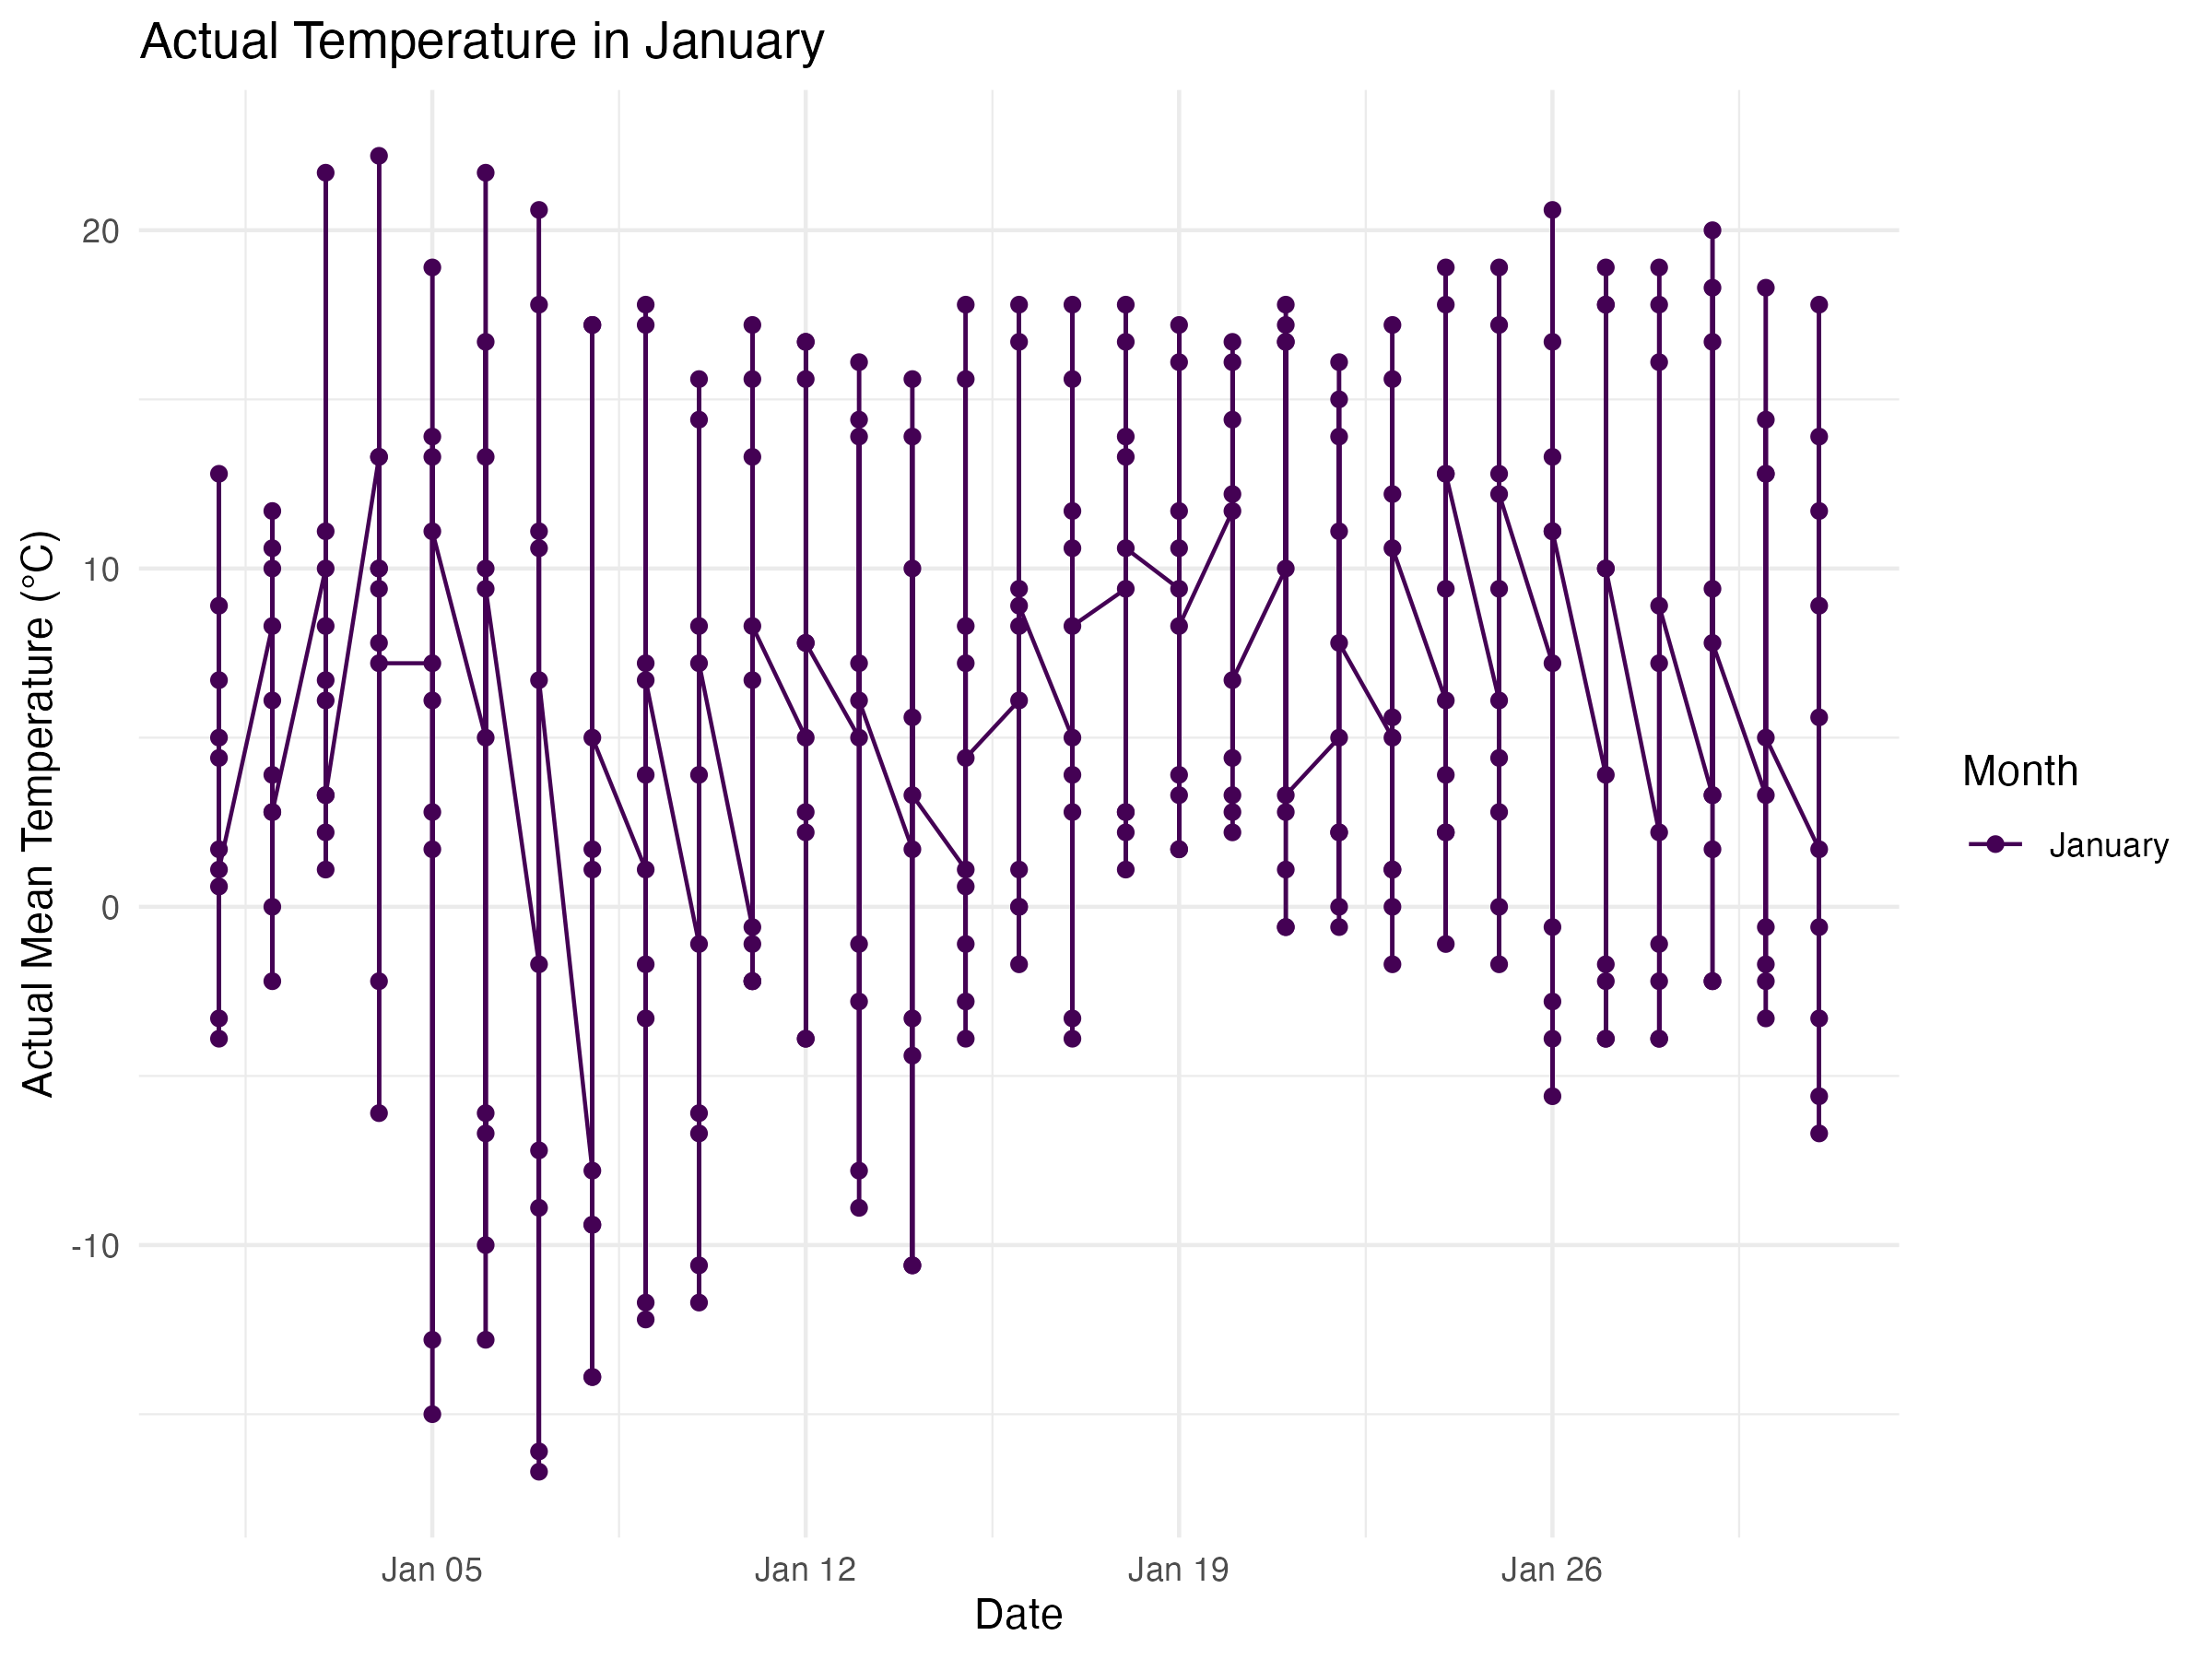 Actual Temperature in January
Actual Mean Temperature (°C)
20
10
0
-10
Jan 05
Jan 12
Jan 19
Jan 26
Date
Month
January